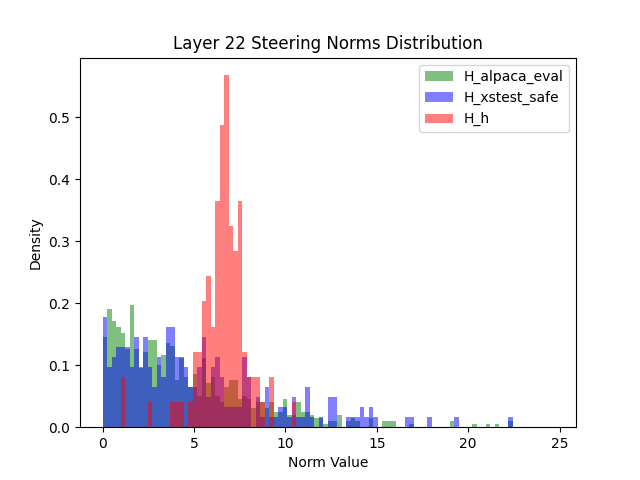 Layer 22 Steering Norms Distribution
H_alpaca_eval
H_xstest_safe
H_h
Density
0.5
0.4
0.3
0.2
0.1
0.0
0 5 10 15 20 25
Norm Value